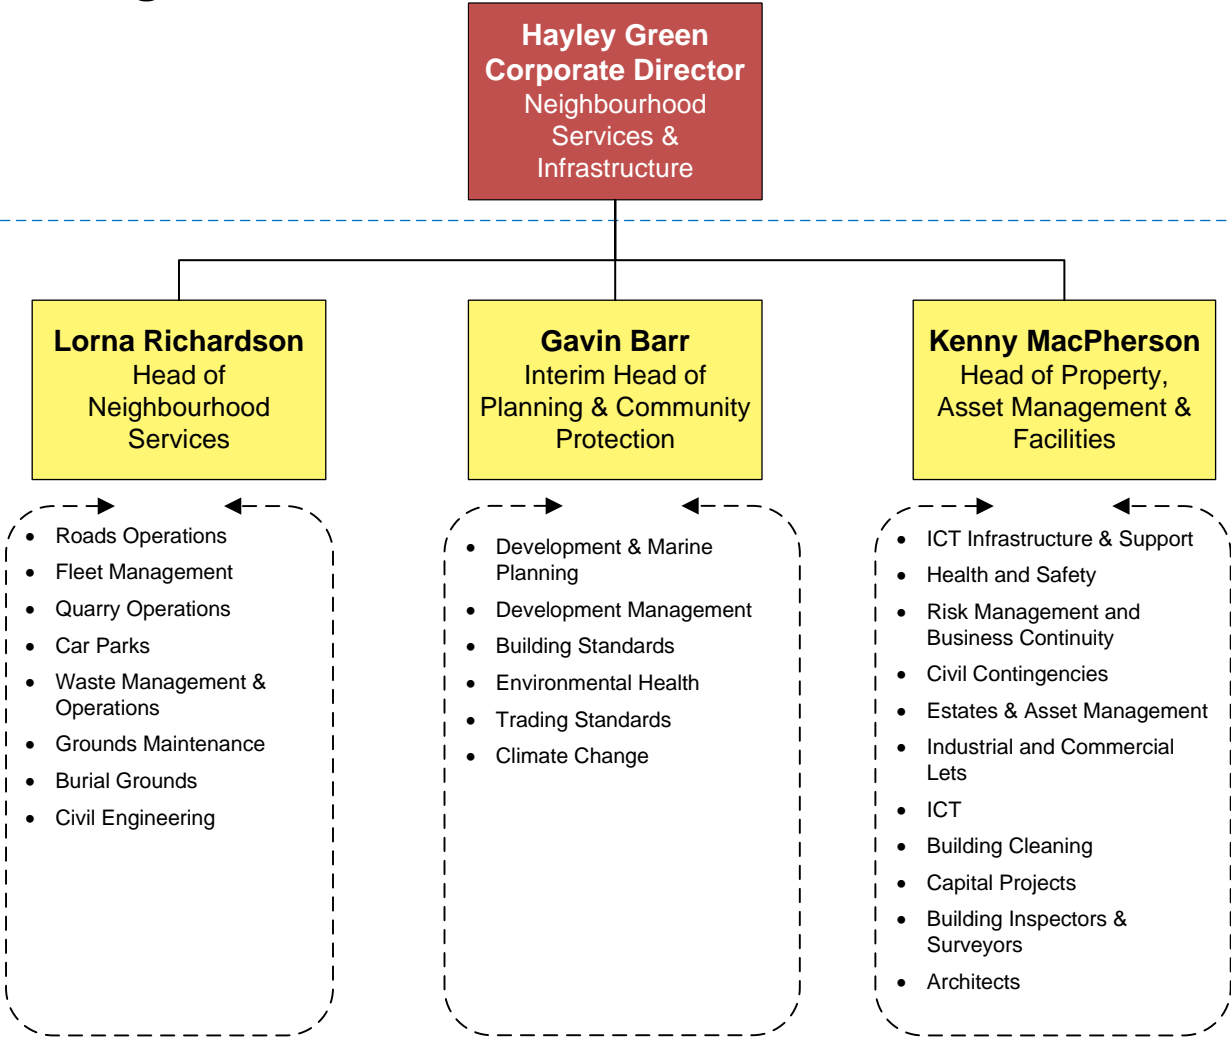 Hayley Green
Corporate Director
Neighbourhood
Services &
Infrastructure
Lorna Richardson
Head of
Neighbourhood
Services
Gavin Barr
Interim Head of
Planning & Community
Protection
Kenny MacPherson
Head of Property,
Asset Management &
Facilities
• Roads Operations
• Fleet Management
• Quarry Operations
• Car Parks
• Waste Management &
Operations
• Grounds Maintenance
• Burial Grounds
• Civil Engineering
• Development & Marine
Planning
• Development Management
• Building Standards
• Environmental Health
• Trading Standards
• Climate Change
• ICT Infrastructure & Support
• Health and Safety
• Risk Management and
Business Continuity
• Civil Contingencies
• Estates & Asset Management
• Industrial and Commercial
Lets
• ICT
• Building Cleaning
• Capital Projects
• Building Inspectors &
Surveyors
• Architects